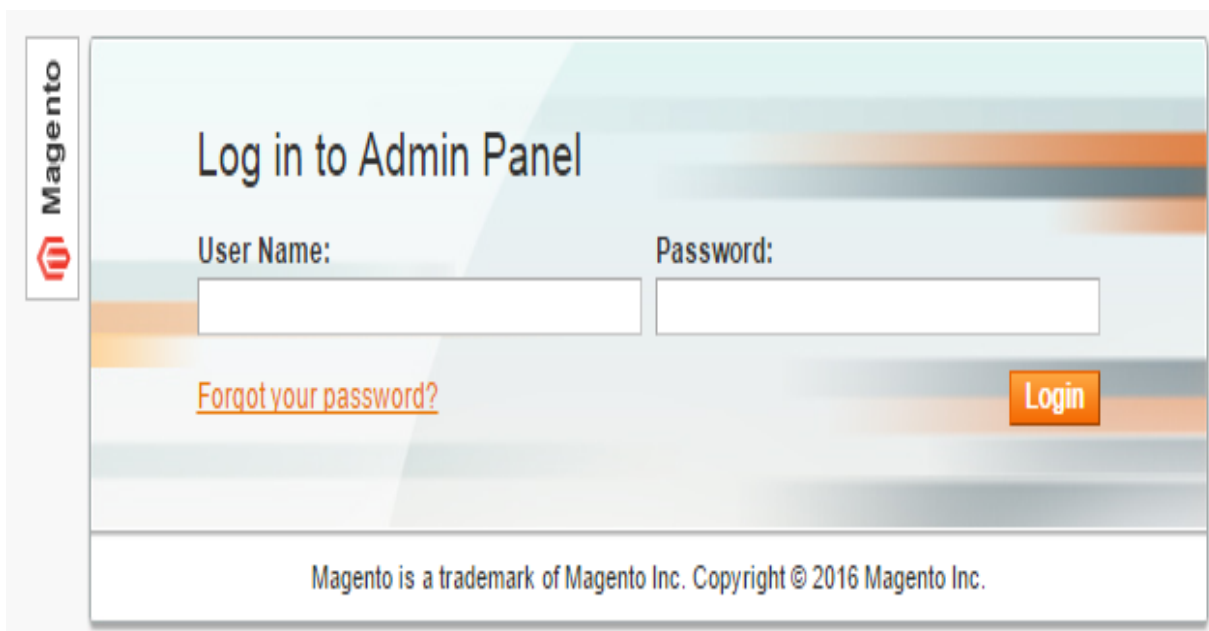 Magento
Log in to Admin Panel
User Name:
Password:
Forgot your password?
Login
Magento is a trademark of Magento Inc. Copyright © 2016 Magento Inc.